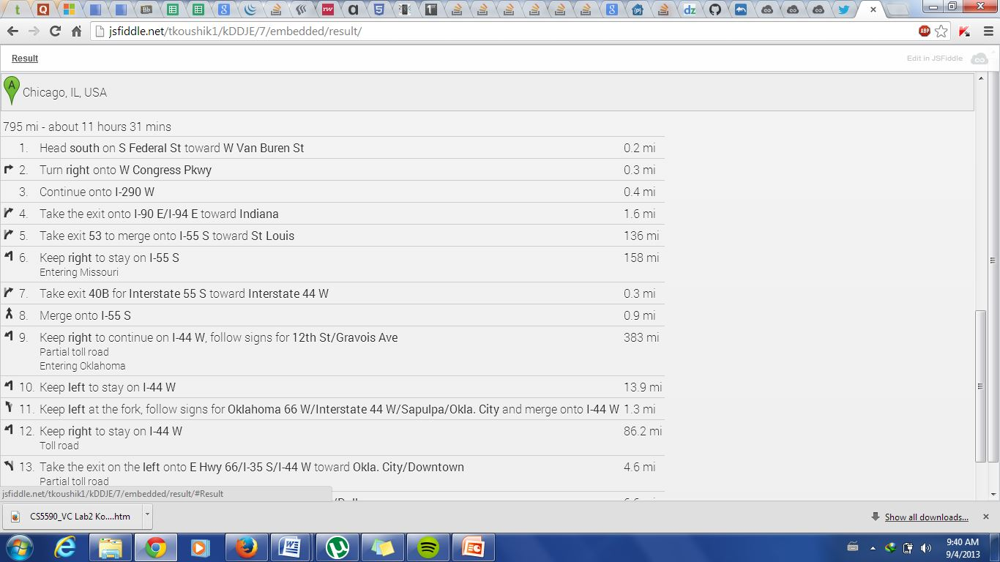 jsfiddle.net/tkoushik1/kDDJE/7/embedded/result/
ABP
Result
Edit in JSFiddle
A
Chicago, IL, USA
795 mi - about 11 hours 31 mins
1. Head south on S Federal St toward W Van Buren St 0.2 mi
2. Turn right onto W Congress Pkwy 0.3 mi
3. Continue onto I-290 W 0.4 mi
4. Take the exit onto I-90 E/I-94 E toward Indiana 1.6 mi
5. Take exit 53 to merge onto I-55 S toward St Louis 136 mi
6. Keep right to stay on I-55 S 158 mi
Entering Missouri
7. Take exit 40B for Interstate 55 S toward Interstate 44 W 0.3 mi
8. Merge onto I-55 S 0.9 mi
9. Keep right to continue on I-44 W, follow signs for 12th St/Gravois Ave 383 mi
Partial toll road
Entering Oklahoma
10. Keep left to stay on I-44 W 13.9 mi
11. Keep left at the fork, follow signs for Oklahoma 66 W/Interstate 44 W/Sapulpa/Okla. City and merge onto I-44 W 1.3 mi
12. Keep right to stay on I-44 W 86.2 mi
Toll road
13. Take the exit on the left onto E Hwy 66/I-35 S/I-44 W toward Okla. City/Downtown 4.6 mi
Partial toll road
jsfiddle.net/tkoushik1/kDDJE/7/embedded/result/#Result
CS5590_VC Lab2 Ko....htm
Show all downloads...
9:40 AM
9/4/2013